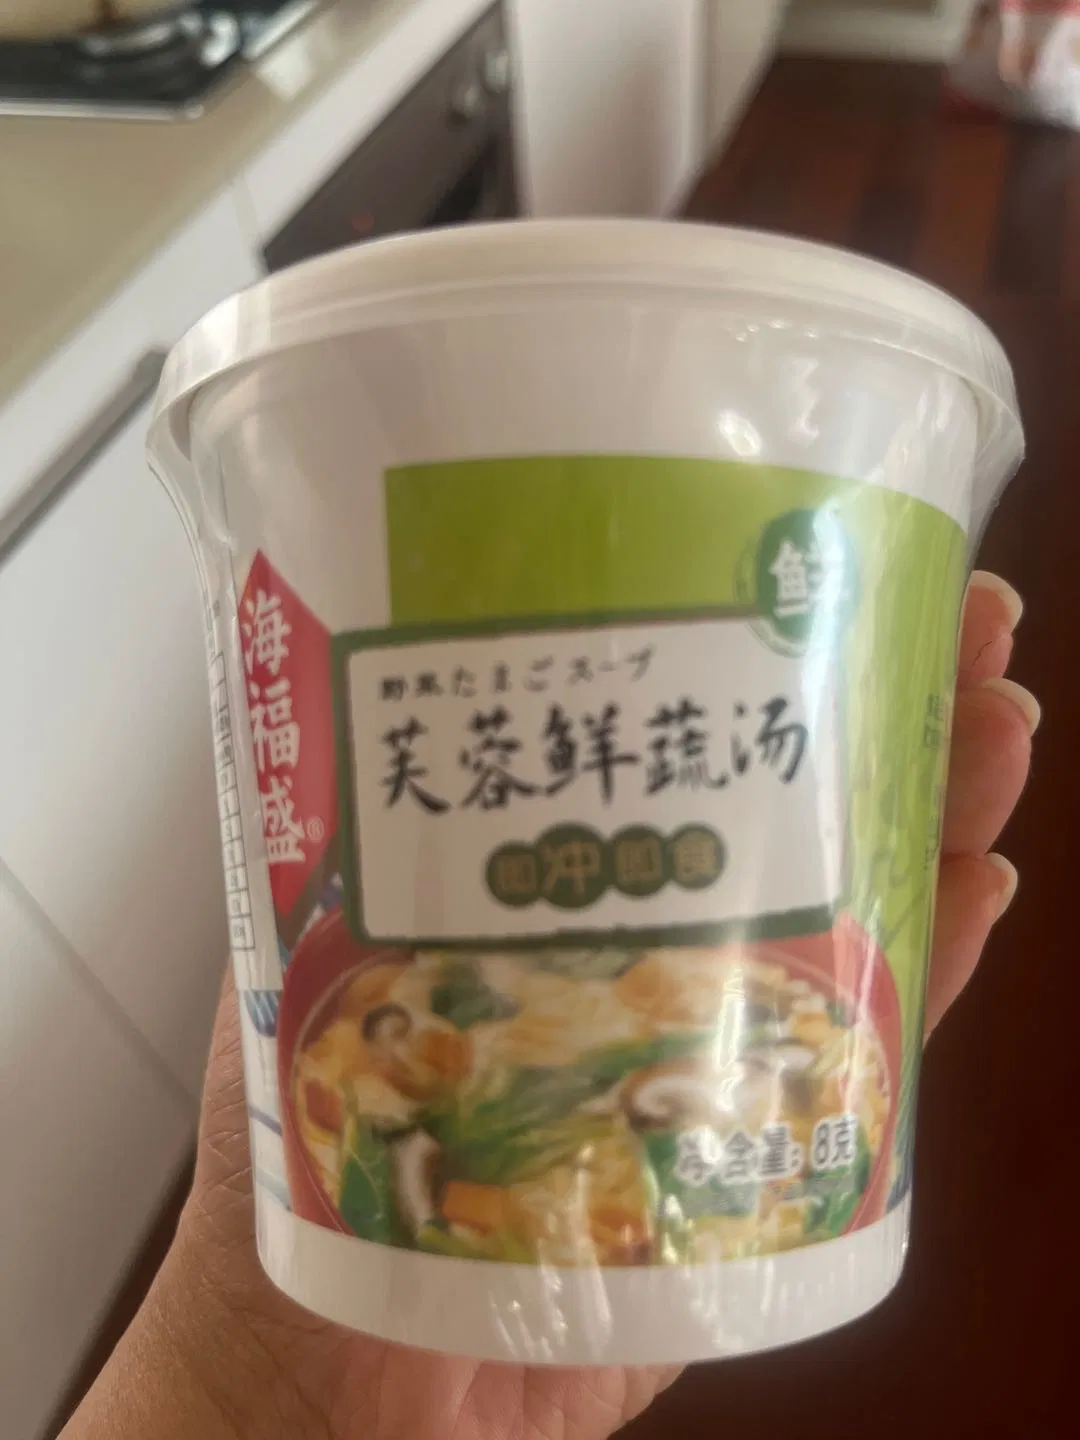 鲜
海福盛®
野菜たまごスープ
芙蓉鲜蔬汤
即冲即食
净含量:8克